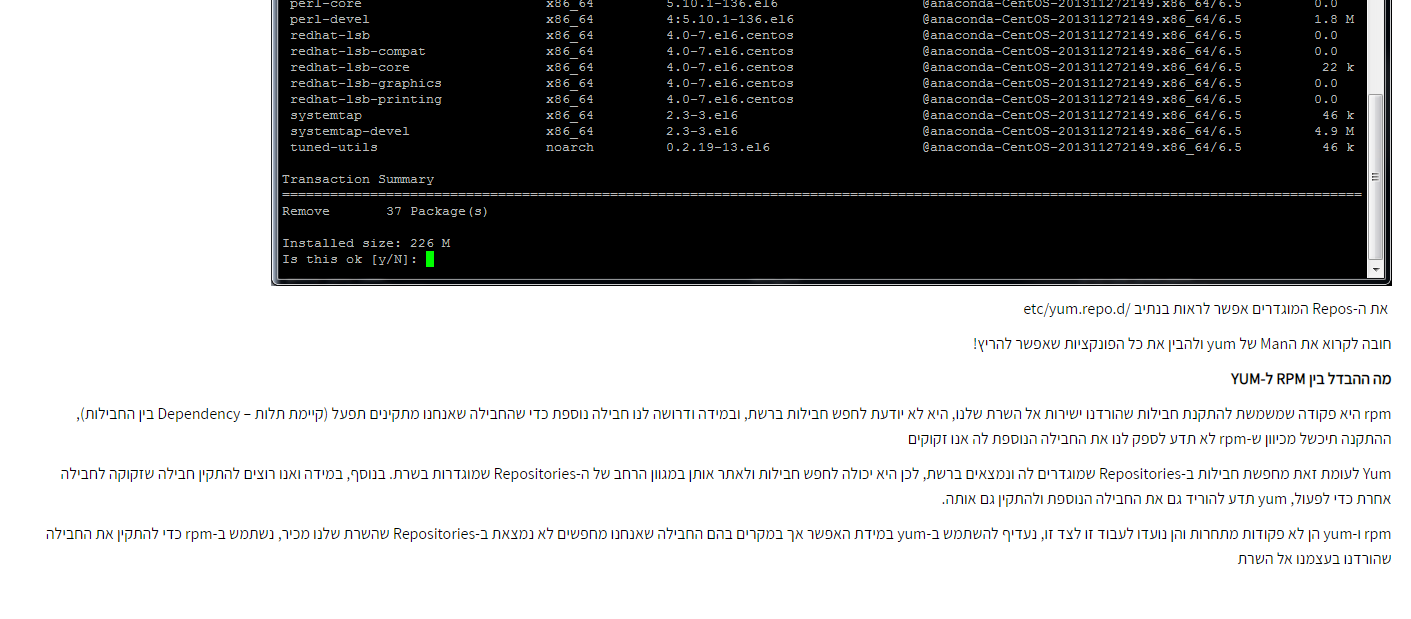 perl-core x86_64 5.10.1-136.el6 @anaconda-CentOS-201311272149.x86_64/6.5 0.0
perl-devel x86_64 4:5.10.1-136.el6 @anaconda-CentOS-201311272149.x86_64/6.5 1.8 M
redhat-lsb x86_64 4.0-7.el6.centos @anaconda-CentOS-201311272149.x86_64/6.5 0.0
redhat-lsb-compat x86_64 4.0-7.el6.centos @anaconda-CentOS-201311272149.x86_64/6.5 0.0
redhat-lsb-core x86_64 4.0-7.el6.centos @anaconda-CentOS-201311272149.x86_64/6.5 22 k
redhat-lsb-graphics x86_64 4.0-7.el6.centos @anaconda-CentOS-201311272149.x86_64/6.5 0.0
redhat-lsb-printing x86_64 4.0-7.el6.centos @anaconda-CentOS-201311272149.x86_64/6.5 0.0
systemtap x86_64 2.3-3.el6 @anaconda-CentOS-201311272149.x86_64/6.5 46 k
systemtap-devel x86_64 2.3-3.el6 @anaconda-CentOS-201311272149.x86_64/6.5 4.9 M
tuned-utils noarch 0.2.19-13.el6 @anaconda-CentOS-201311272149.x86_64/6.5 46 k
Transaction Summary
Remove 37 Package(s)
Installed size: 226 M
Is this ok [y/N]:
את ה-Repos המוגדרים אפשר לראות בנתיב /etc/yum.repo.d
חובה לקרוא את הMan של yum ולהבין את כל הפונקציות שאפשר להריץ!
מה ההבדל בין RPM ל-YUM
rpm היא פקודה שמשמשת להתקנת חבילות שהורדנו ישירות אל השרת שלנו, היא לא יודעת לחפש חבילות ברשת, ובמידה ודרושה לנו חבילה נוספת כדי שהחבילה שאנחנו מתקינים תפעל (קיימת תלות – Dependency בין החבילות),
ההתקנה תיכשל מכיוון ש-rpm לא תדע לספק לנו את החבילה הנוספת לה אנו זקוקים
Yum לעומת זאת מחפשת חבילות ב-Repositories שמוגדרים לה ונמצאים ברשת, לכן היא יכולה לחפש חבילות ולאתר אותן במגוון הרחב של ה-Repositories שמוגדרות בשרת. בנוסף, במידה ואנו רוצים להתקין חבילה שזקוקה לחבילה
אחרת כדי לפעול, yum תדע להוריד גם את החבילה הנוספת ולהתקין גם אותה.
rpm ו-yum הן לא פקודות מתחרות והן נועדו לעבוד זו לצד זו, נעדיף להשתמש ב-yum במידת האפשר אך במקרים בהם החבילה שאנחנו מחפשים לא נמצאת ב-Repositories שהשרת שלנו מכיר, נשתמש ב-rpm כדי להתקין את החבילה
שהורדנו בעצמנו אל השרת